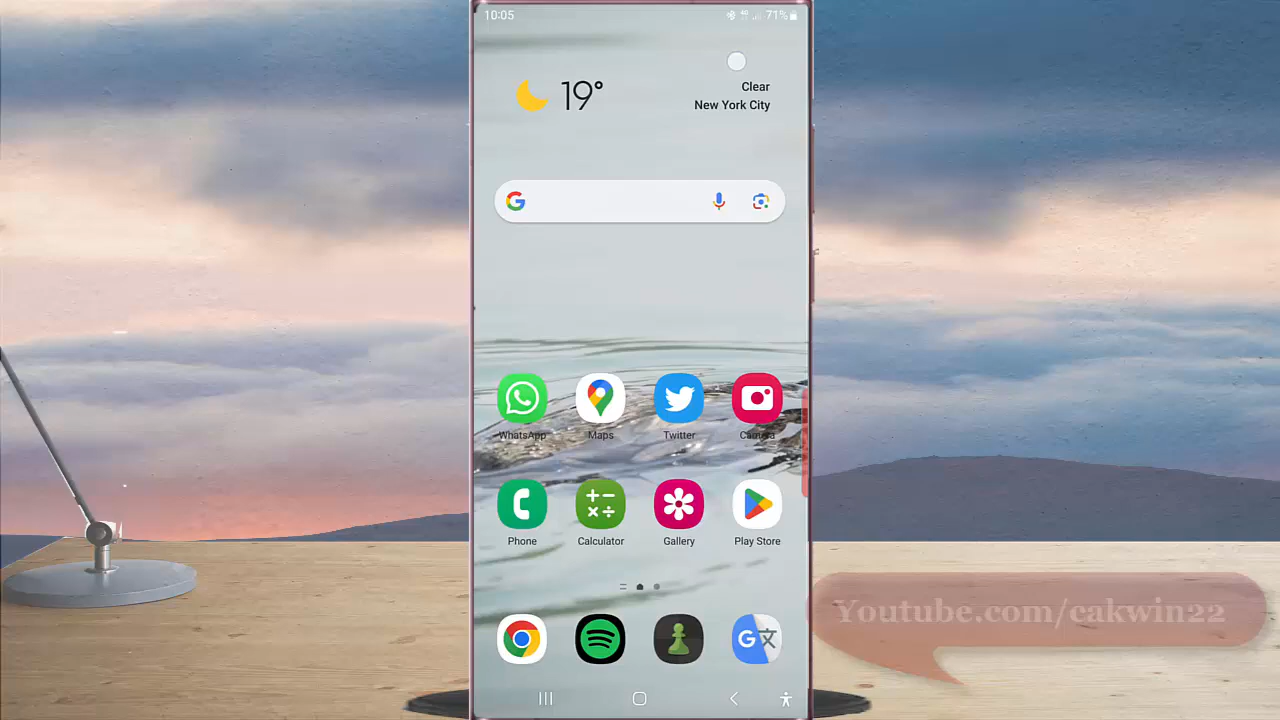 10:05
4G
71%
19°
Clear
New York City
WhatsApp
Maps
Twitter
Camera
Phone
Calculator
Gallery
Play Store
Youtube.com/cakwin22